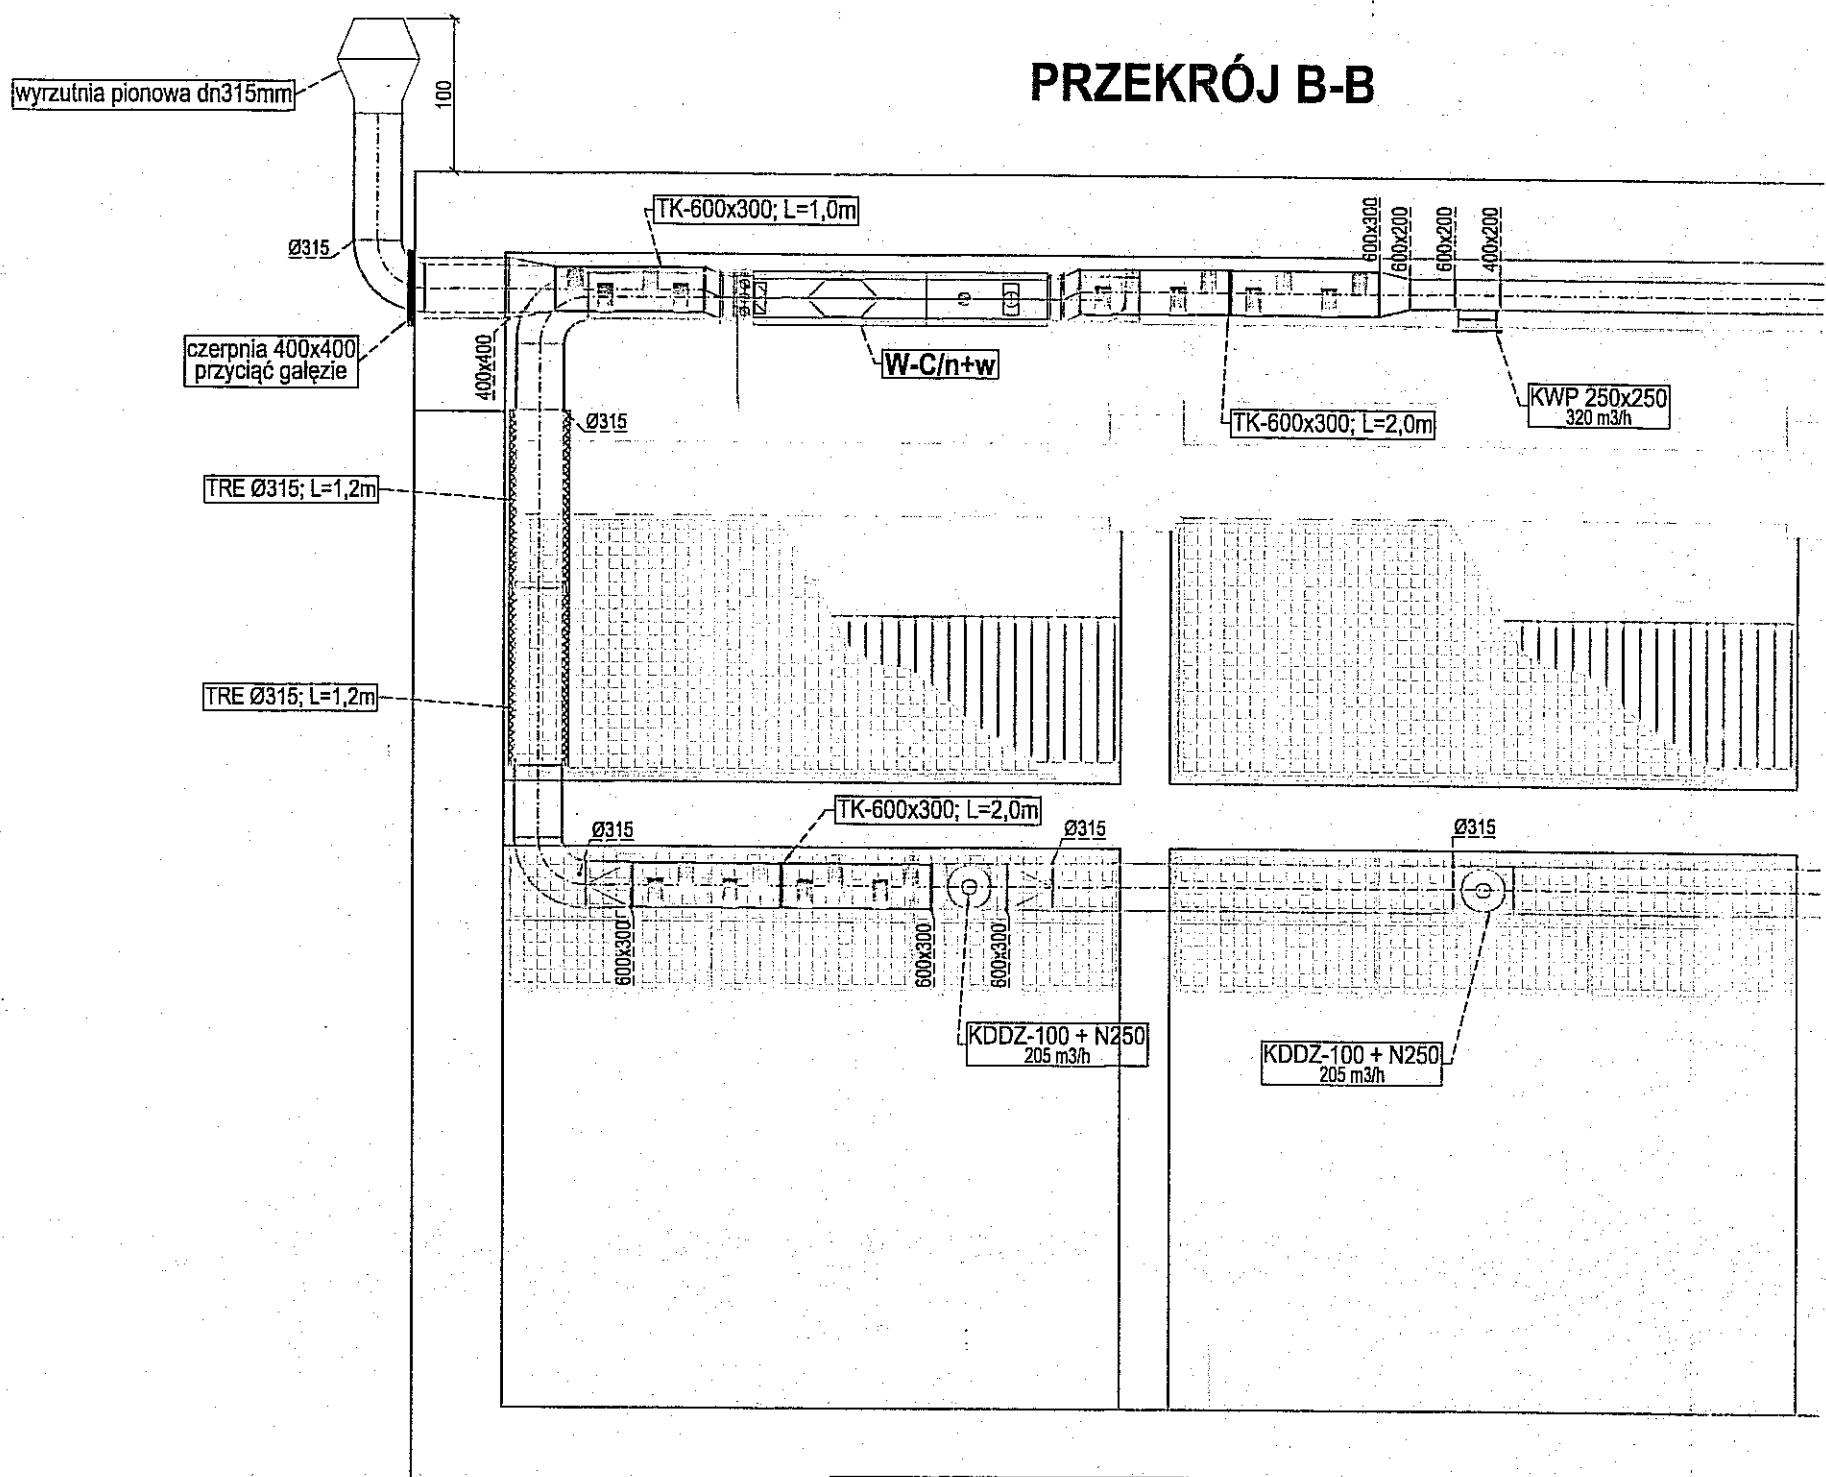 PRZEKRÓJ B-B
wyrzutnia pionowa dn315mm
100
TK-600x300; L=1,0m
Ø315
600x300
600x200
600x200
400x200
czerpnia 400x400
przyciąć gałęzie
400x400
W-C/n+w
KWP 250x250
320 m3/h
Ø315
TK-600x300; L=2,0m
TRE Ø315; L=1,2m
TRE Ø315; L=1,2m
TK-600x300; L=2,0m
Ø315
Ø315
Ø315
600x300
600x300
600x300
KDDZ-100 + N250
205 m3/h
KDDZ-100 + N250
205 m3/h